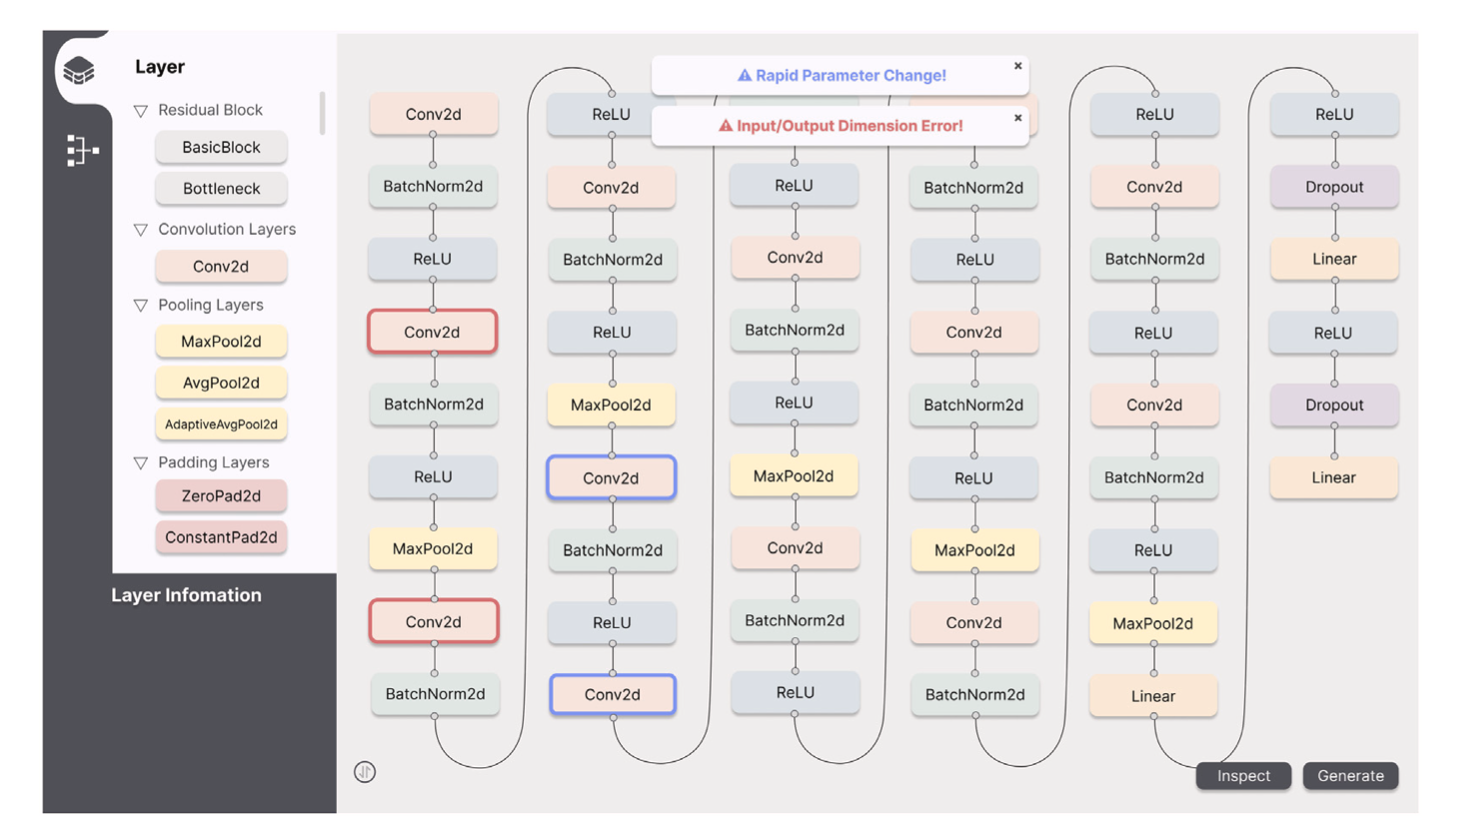 Layer
Residual Block
BasicBlock
Bottleneck
Convolution Layers
Conv2d
Pooling Layers
MaxPool2d
AvgPool2d
AdaptiveAvgPool2d
Padding Layers
ZeroPad2d
ConstantPad2d
Layer Infomation
Rapid Parameter Change!
Input/Output Dimension Error!
Conv2d
BatchNorm2d
ReLU
Conv2d
BatchNorm2d
ReLU
MaxPool2d
Conv2d
BatchNorm2d
ReLU
Conv2d
BatchNorm2d
ReLU
MaxPool2d
Conv2d
BatchNorm2d
ReLU
Conv2d
ReLU
Conv2d
BatchNorm2d
ReLU
MaxPool2d
Conv2d
BatchNorm2d
ReLU
BatchNorm2d
ReLU
Conv2d
BatchNorm2d
ReLU
MaxPool2d
Conv2d
BatchNorm2d
ReLU
Conv2d
BatchNorm2d
ReLU
Conv2d
BatchNorm2d
ReLU
MaxPool2d
Linear
ReLU
Dropout
Linear
ReLU
Dropout
Linear
Inspect
Generate